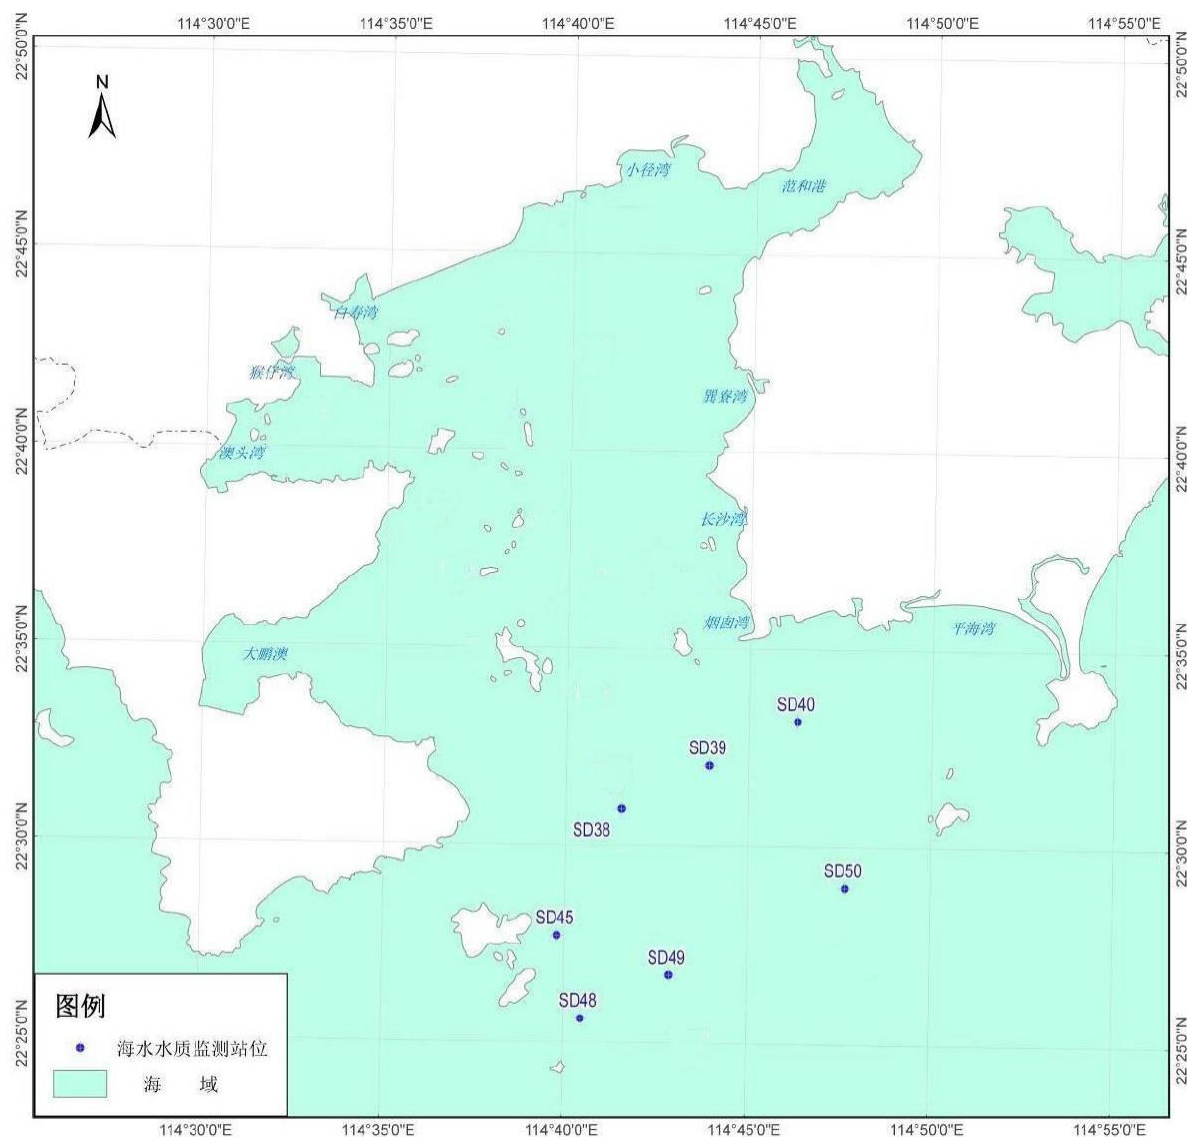 114°30'0"E 114°35'0"E 114°40'0"E 114°45'0"E 114°50'0"E 114°55'0"E
22°50'0"N 22°50'0"N
N
小径湾
范和港
22°45'0"N 22°45'0"N
白寿湾
猴仔湾
巽寮湾
澳头湾
22°40'0"N 22°40'0"N
长沙湾
烟囱湾
平海湾
22°35'0"N 22°35'0"N
大鹏澳
SD40
SD39
SD38
22°30'0"N 22°30'0"N
SD50
SD45
SD49
SD48
22°25'0"N 22°25'0"N
图例
海水水质监测站位
海 域
114°30'0"E 114°35'0"E 114°40'0"E 114°45'0"E 114°50'0"E 114°55'0"E